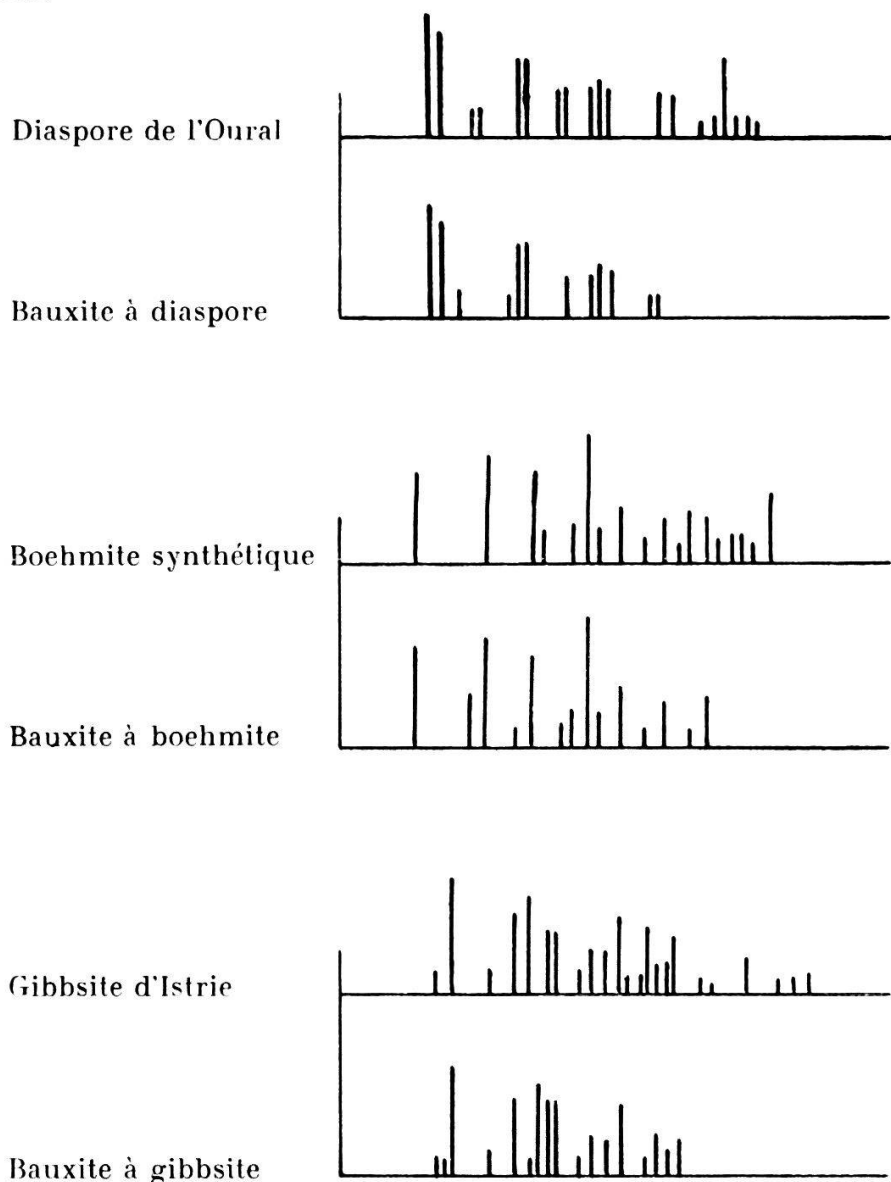 Diaspore de l'Oural
Bauxite à diaspore
Boehmite synthétique
Bauxite à boehmite
Gibbsite d'Istrie
Bauxite à gibbsite